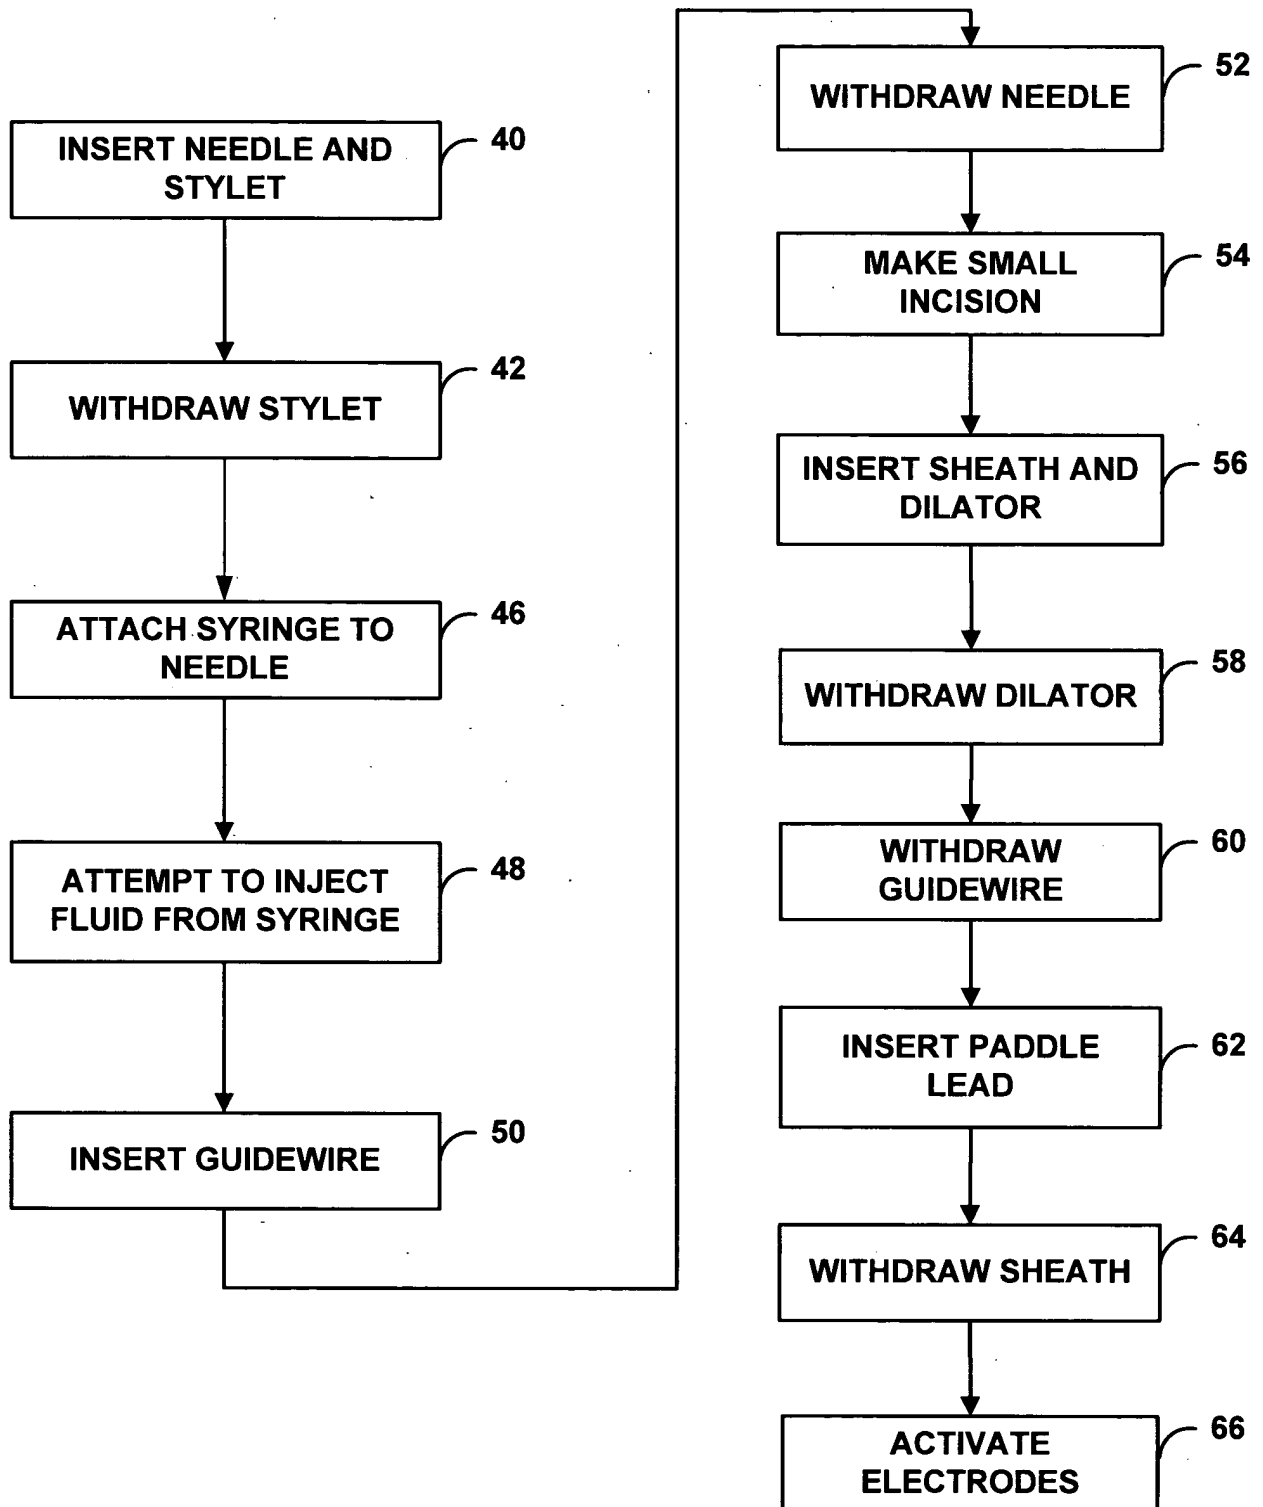 INSERT NEEDLE AND
STYLET
40
WITHDRAW STYLET
42
ATTACH SYRINGE TO
NEEDLE
46
ATTEMPT TO INJECT
FLUID FROM SYRINGE
48
INSERT GUIDEWIRE
50
WITHDRAW NEEDLE
52
MAKE SMALL
INCISION
54
INSERT SHEATH AND
DILATOR
56
WITHDRAW DILATOR
58
WITHDRAW
GUIDEWIRE
60
INSERT PADDLE
LEAD
62
WITHDRAW SHEATH
64
ACTIVATE
ELECTRODES
66